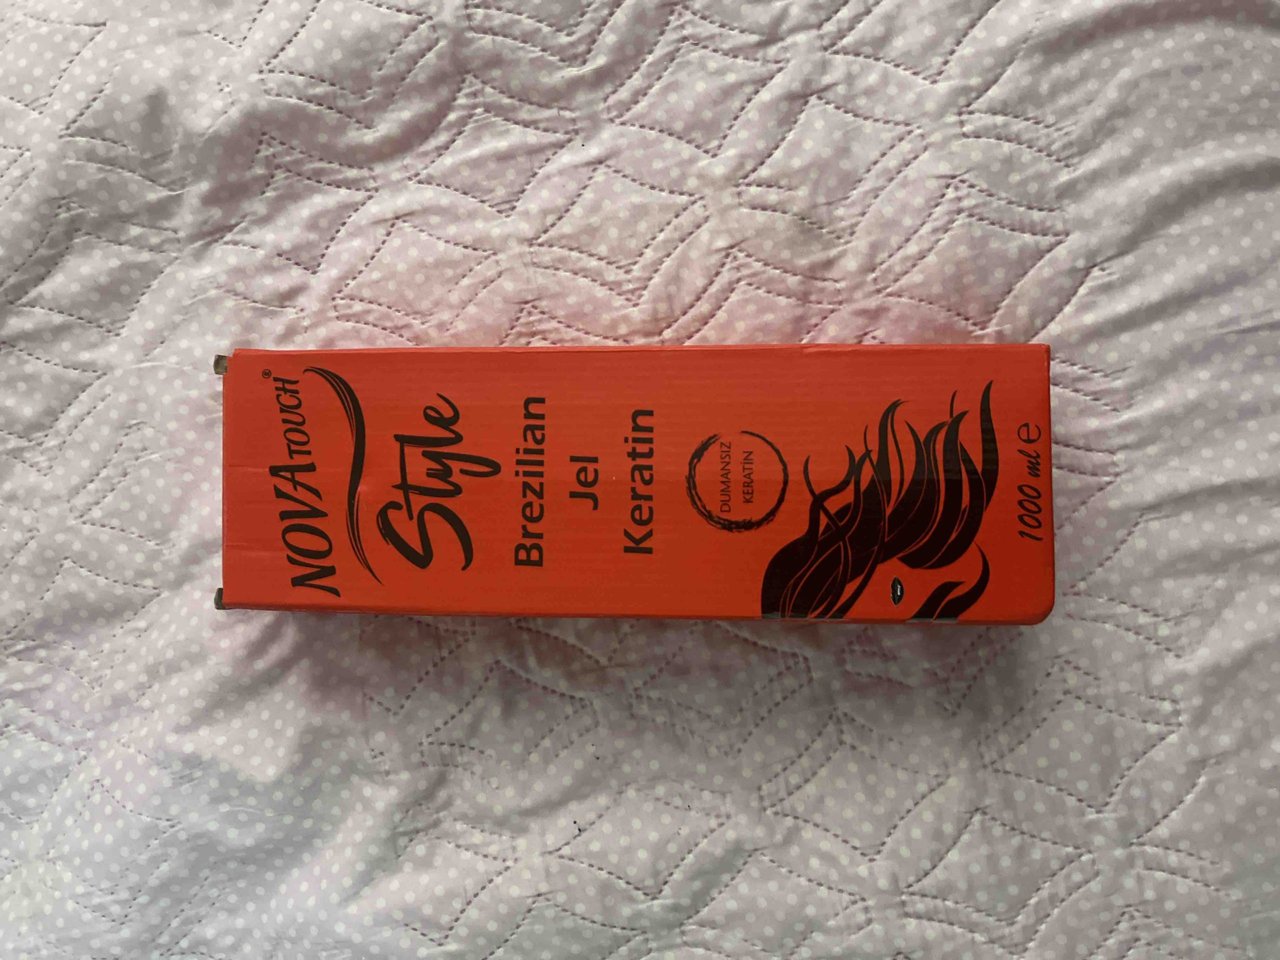 NOVA TOUCH®
Style
Brezilian
Jel
Keratin
DUMANSIZ
KERATİN
1000 ml e